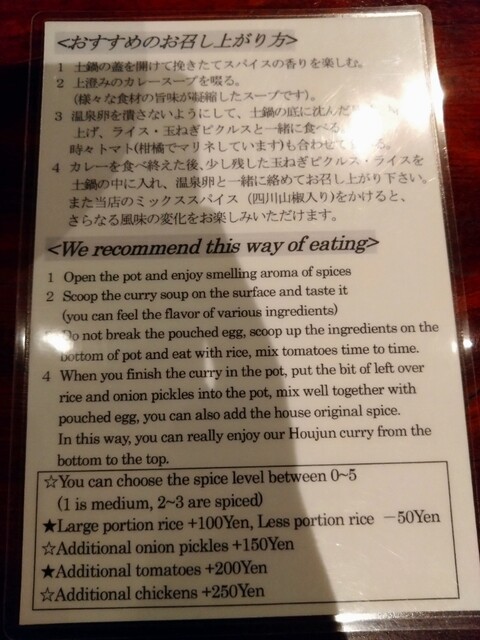 <おすすめのお召し上がり方>
1 土鍋の蓋を開けて挽きたてスパイスの香りを楽しむ。
2 上澄みのカレースープを啜る。
(様々な食材の旨味が凝縮したスープです)。
3 温泉卵を潰さないようにして、土鍋の底に沈んだ
上げ、ライス・玉ねぎピクルスと一緒に食べる
時々トマト(柑橘でマリネしています)も合わせ
4 カレーを食べ終えた後、少し残した玉ねぎピクルス・ライスを
土鍋の中に入れ、温泉卵と一緒に絡めてお召し上がり下さい。
また当店のミックススパイス (四川山椒入り)をかけると、
さらなる風味の変化をお楽しみいただけます。
<We recommend this way of eating>
1 Open the pot and enjoy smelling aroma of spices
2 Scoop the curry soup on the surface and taste it
(you can feel the flavor of various ingredients)
Do not break the pouched egg, scoop up the ingredients on the
bottom of pot and eat with rice, mix tomatoes time to time.
4 When you finish the curry in the pot, put the bit of left over
rice and onion pickles into the pot, mix well together with
pouched egg, you can also add the house original spice.
In this way, you can really enjoy our Houjun curry from the
bottom to the top.
☆You can choose the spice level between 0~5
(1 is medium, 2~3 are spiced)
★Large portion rice +100Yen, Less portion rice －50Yen
☆Additional onion pickles +150Yen
★Additional tomatoes +200Yen
☆Additional chickens +250Yen